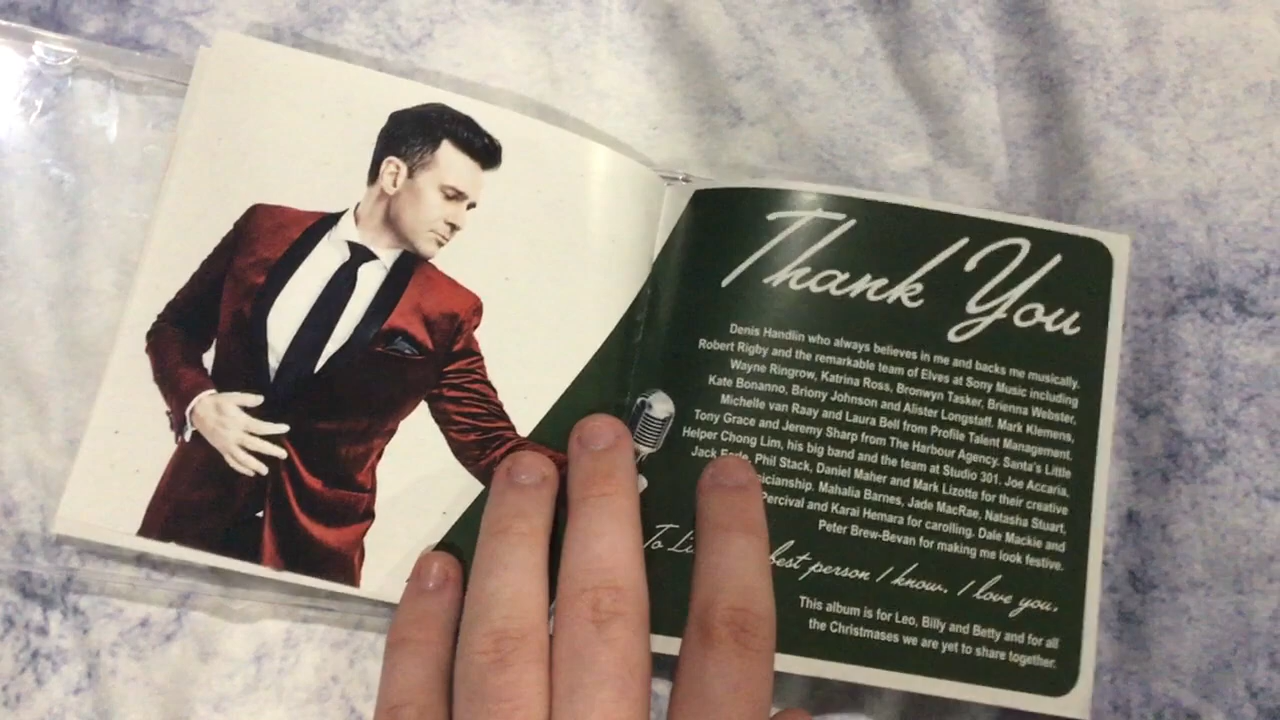 Thank You
Denis Handlin who always believes in me and backs me musically.
Robert Rigby and the remarkable team of Elves at Sony Music including
Wayne Ringrow, Katrina Ross, Bronwyn Tasker, Brienna Webster,
Kate Bonanno, Briony Johnson and Alister Longstaff. Mark Klemens,
Michelle van Raay and Laura Bell from Profile Talent Management.
Tony Grace and Jeremy Sharp from The Harbour Agency. Santa's Little
Helper Chong Lim, his big band and the team at Studio 301. Joe Accaria,
Jack Earle, Phil Stack, Daniel Maher and Mark Lizotte for their creative
Mahalia Barnes, Jade MacRae, Natasha Stuart,
Percival and Karai Hemara for carolling. Dale Mackie and
Peter Brew-Bevan for making me look festive.
To best person I know. I love you.
This album is for Leo, Billy and Betty and for all
the Christmases we are yet to share together.